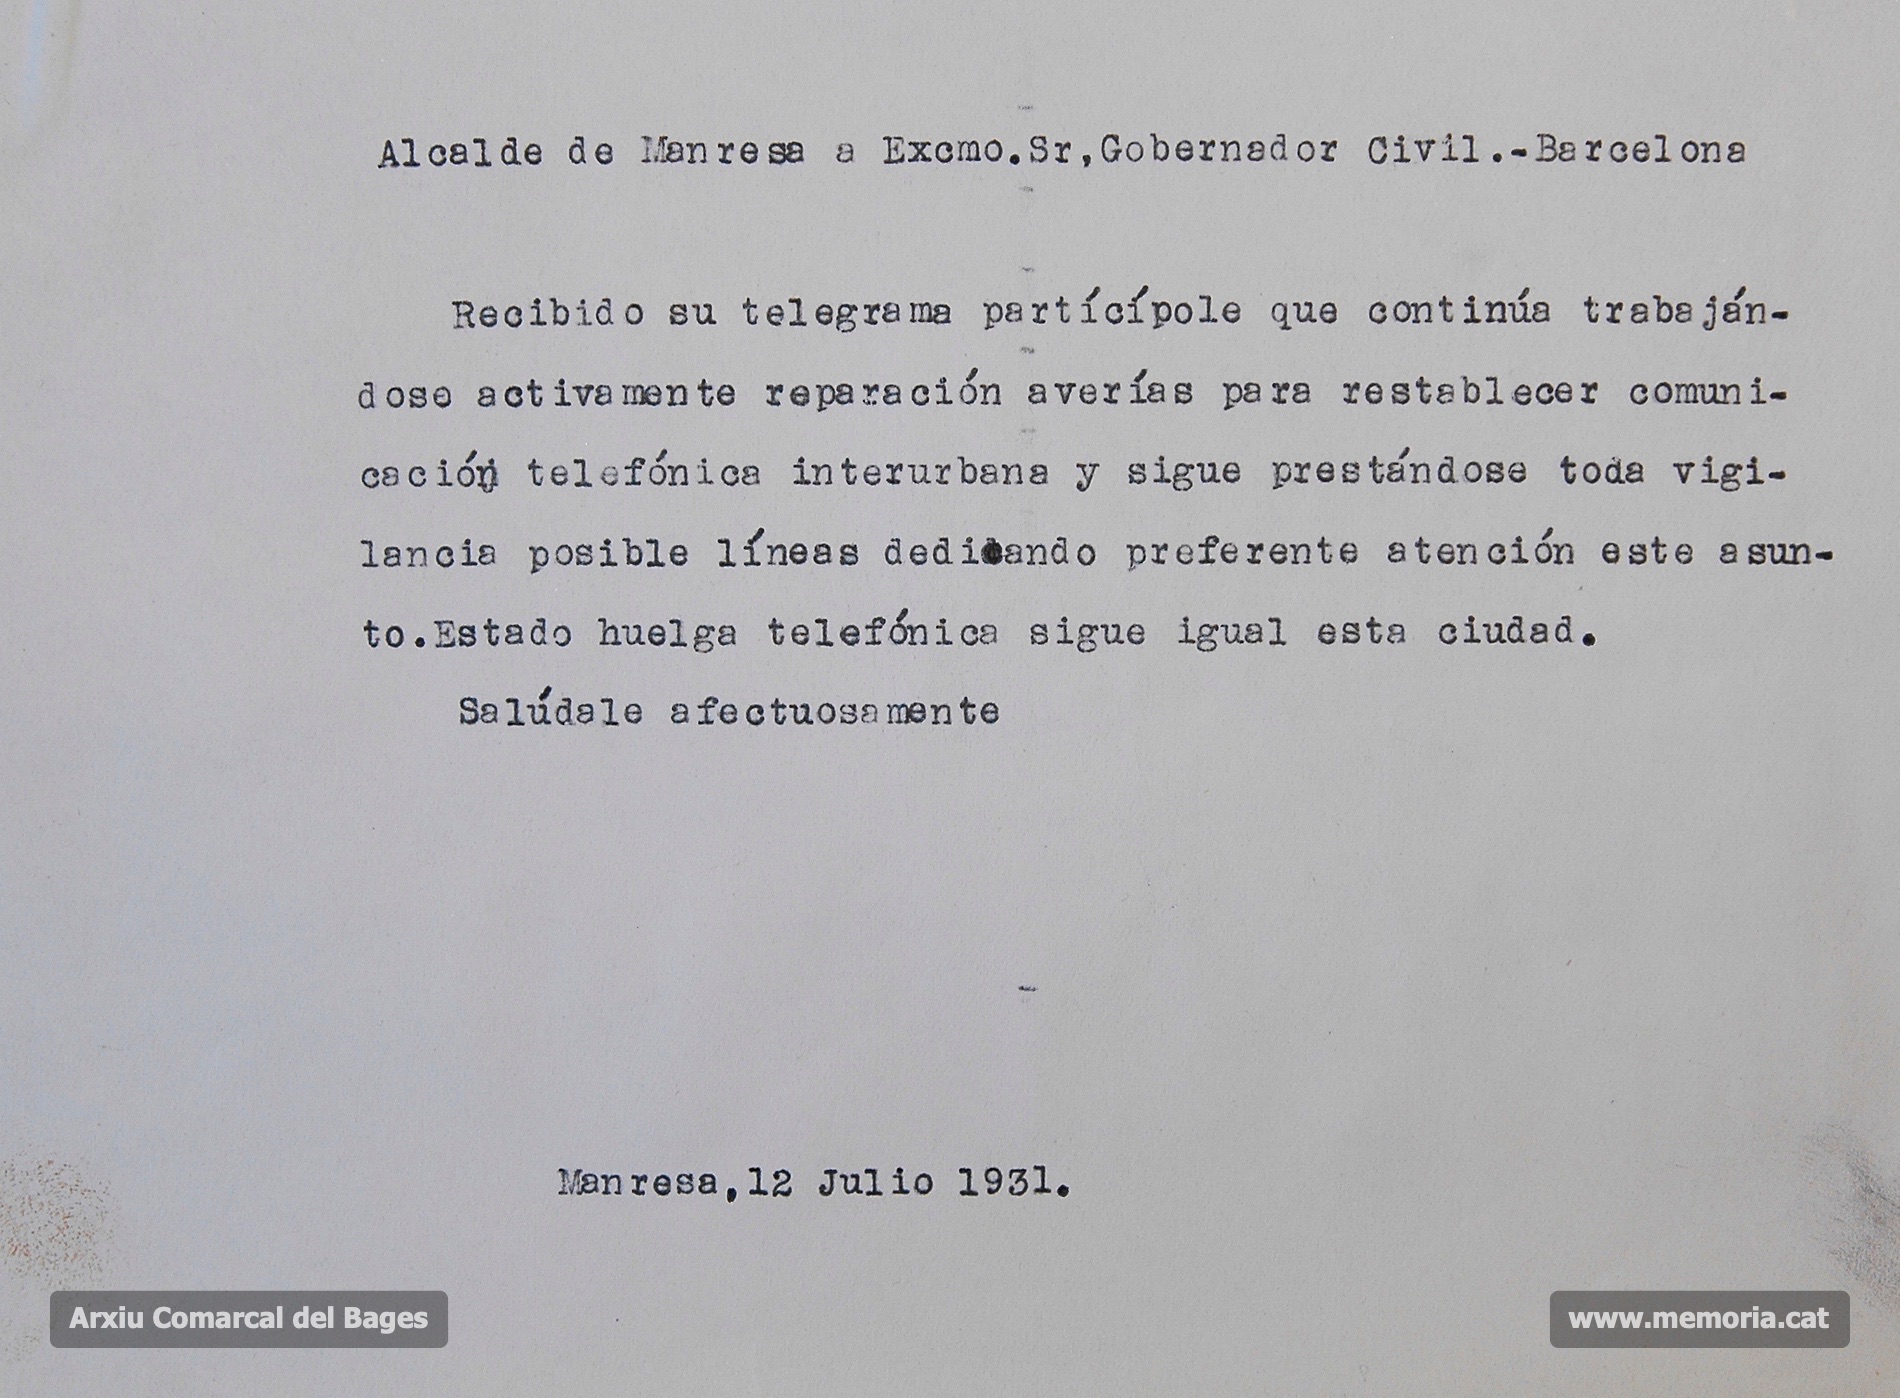 Alcalde de Manresa a Excmo.Sr,Gobernador Civil.-Barcelona
Recibido su telegrama partícípole que continúa trabaján-
dose activamente reparación averías para restablecer comuni-
cación telefónica interurbana y sigue prestándose toda vigi-
lancia posible líneas dedicando preferente atención este asun-
to.Estado huelga telefónica sigue igual esta ciudad.
Salúdale afectuosamente
Manresa,12 Julio 1931.
Arxiu Comarcal del Bages
www.memoria.cat